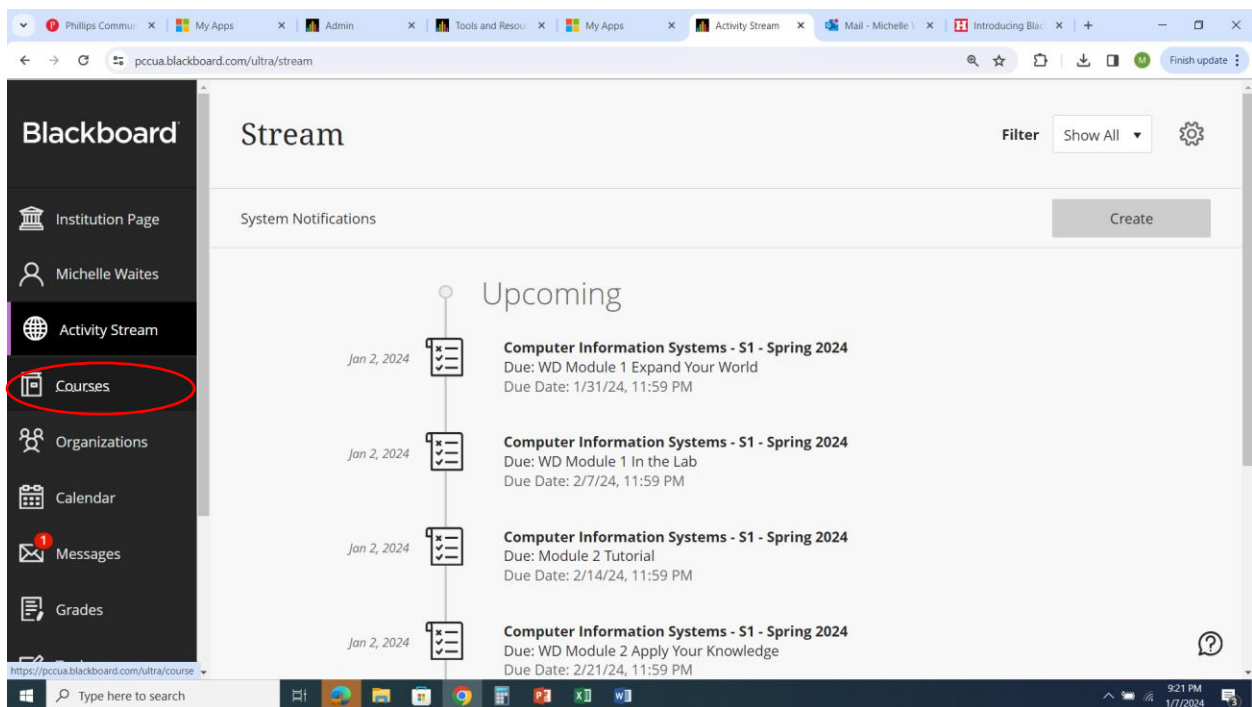 Phillips Commun
My Apps
Admin
Tools and Resou
My Apps
Activity Stream
Mail - Michelle
Introducing Blac
pccua.blackboard.com/ultra/stream
M
Finish update
Blackboard
Stream
Filter
Show All
Institution Page
System Notifications
Create
Michelle Waites
Activity Stream
Courses
Organizations
Calendar
1
Messages
Grades
Upcoming
Jan 2, 2024
Computer Information Systems - S1 - Spring 2024
Due: WD Module 1 Expand Your World
Due Date: 1/31/24, 11:59 PM
Jan 2, 2024
Computer Information Systems - S1 - Spring 2024
Due: WD Module 1 In the Lab
Due Date: 2/7/24, 11:59 PM
Jan 2, 2024
Computer Information Systems - S1 - Spring 2024
Due: Module 2 Tutorial
Due Date: 2/14/24, 11:59 PM
Jan 2, 2024
Computer Information Systems - S1 - Spring 2024
Due: WD Module 2 Apply Your Knowledge
Due Date: 2/21/24, 11:59 PM
https://pccua.blackboard.com/ultra/course
Type here to search
9:21 PM
1/7/2024
3